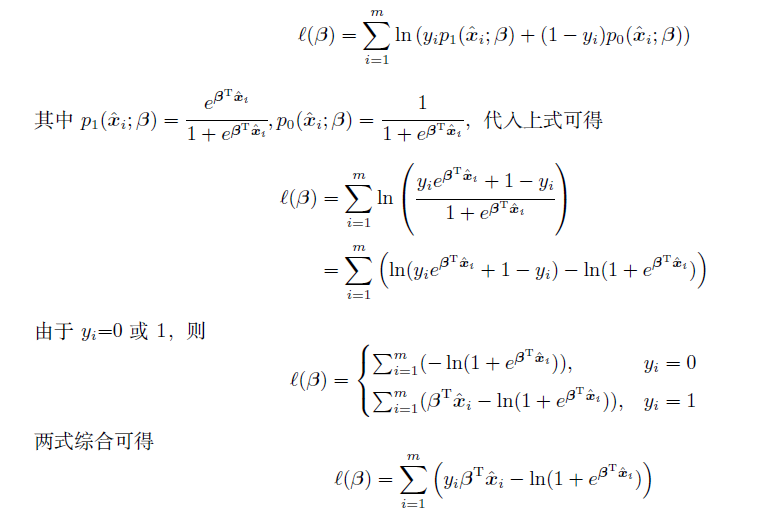 ℓ(β) = ∑_{i=1}^{m} ln (y_i p_1(x̂_i; β) + (1 − y_i)p_0(x̂_i; β))
其中 p_1(x̂_i; β) = \frac{e^{β^T x̂_i}}{1 + e^{β^T x̂_i}}, p_0(x̂_i; β) = \frac{1}{1 + e^{β^T x̂_i}}，代入上式可得
ℓ(β) = ∑_{i=1}^{m} ln ( \frac{y_i e^{β^T x̂_i} + 1 − y_i}{1 + e^{β^T x̂_i}} )
= ∑_{i=1}^{m} ( ln(y_i e^{β^T x̂_i} + 1 − y_i) − ln(1 + e^{β^T x̂_i}) )
由于 y_i=0 或 1，则
ℓ(β) = { ∑_{i=1}^{m}(− ln(1 + e^{β^T x̂_i})), y_i = 0
∑_{i=1}^{m}(β^T x̂_i − ln(1 + e^{β^T x̂_i})), y_i = 1
两式综合可得
ℓ(β) = ∑_{i=1}^{m} ( y_i β^T x̂_i − ln(1 + e^{β^T x̂_i}) )